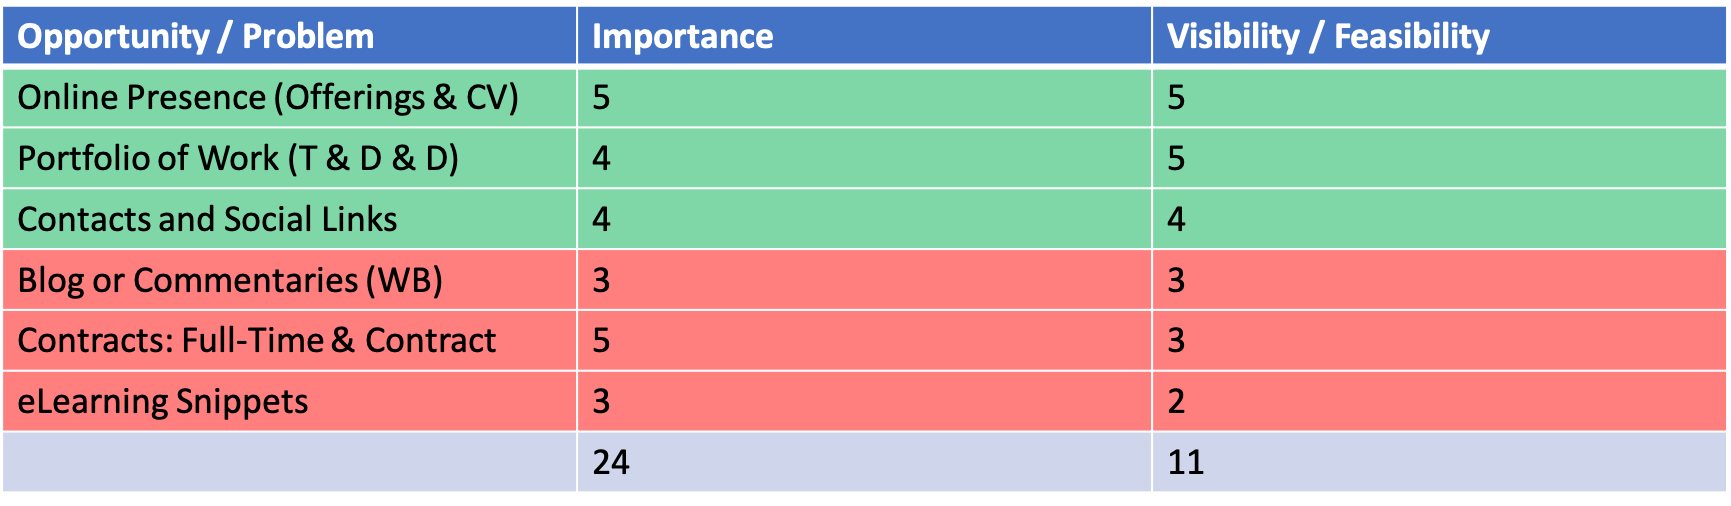 Opportunity / Problem Importance Visibility / Feasibility
Online Presence (Offerings & CV) 5 5
Portfolio of Work (T & D & D) 4 5
Contacts and Social Links 4 4
Blog or Commentaries (WB) 3 3
Contracts: Full-Time & Contract 5 3
eLearning Snippets 3 2
24 11